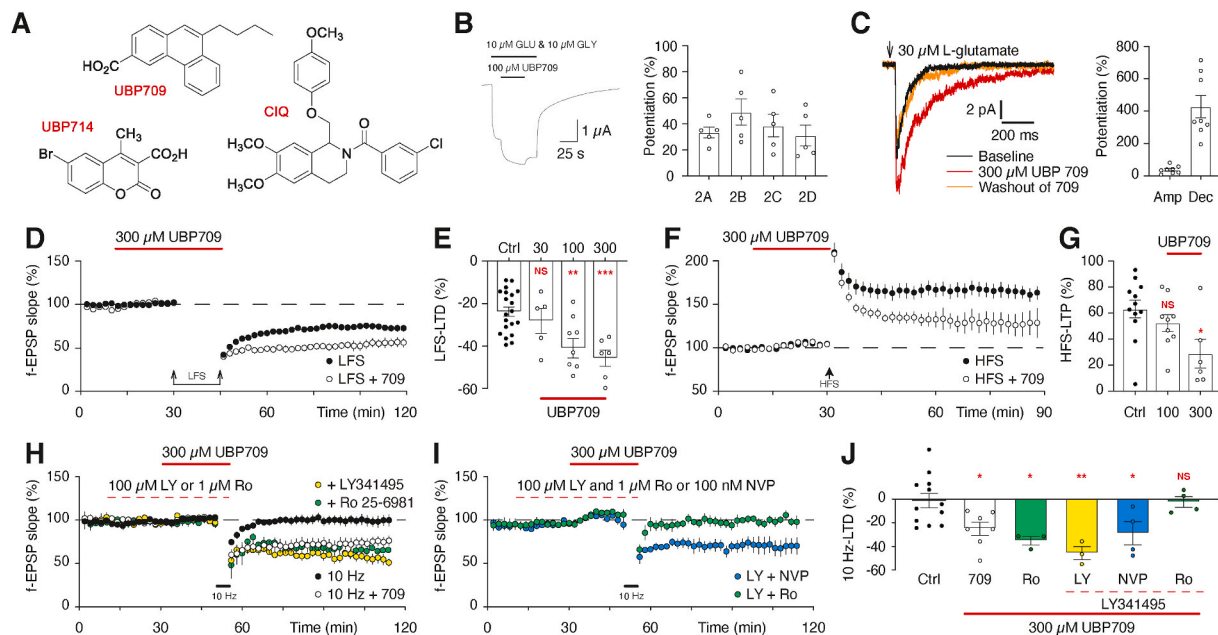 A
HO₂C
UBP709
UBP714
CH₃
Br
CO₂H
O
O
OCH₃
CIQ
O
O
H₃CO
N
Cl
H₃CO
B
10 µM GLU & 10 µM GLY
100 µM UBP709
1 µA
25 s
Potentiation (%)
100
80
60
40
20
0
2A
2B
2C
2D
C
30 µM L-glutamate
2 pA
200 ms
Baseline
300 µM UBP 709
Washout of 709
Potentiation (%)
800
600
400
200
0
Amp Dec
D
300 µM UBP709
f-EPSP slope (%)
150
100
50
0
LFS
LFS
LFS + 709
0
30
60
Time (min)
120
E
Ctrl 30 100 300
LFS-LTD (%)
0
-20
-40
-60
NS
**
***
UBP709
F
300 µM UBP709
f-EPSP slope (%)
200
150
100
50
HFS
HFS
HFS + 709
0
30
60
Time (min)
90
G
UBP709
HFS-LTP (%)
100
80
60
40
20
0
NS
*
Ctrl 100 300
H
300 µM UBP709
100 µM LY or 1 µM Ro
+ LY341495
+ Ro 25-6981
f-EPSP slope (%)
150
100
50
0
10 Hz
10 Hz
10 Hz + 709
0
60
Time (min)
120
I
300 µM UBP709
100 µM LY and 1 µM Ro or 100 nM NVP
f-EPSP slope (%)
150
100
50
0
10 Hz
LY + NVP
LY + Ro
0
60
Time (min)
120
J
10 Hz-LTD (%)
40
20
0
-20
-40
-60
*
*
**
*
NS
Ctrl
709
Ro
LY
NVP
Ro
LY341495
300 µM UBP709